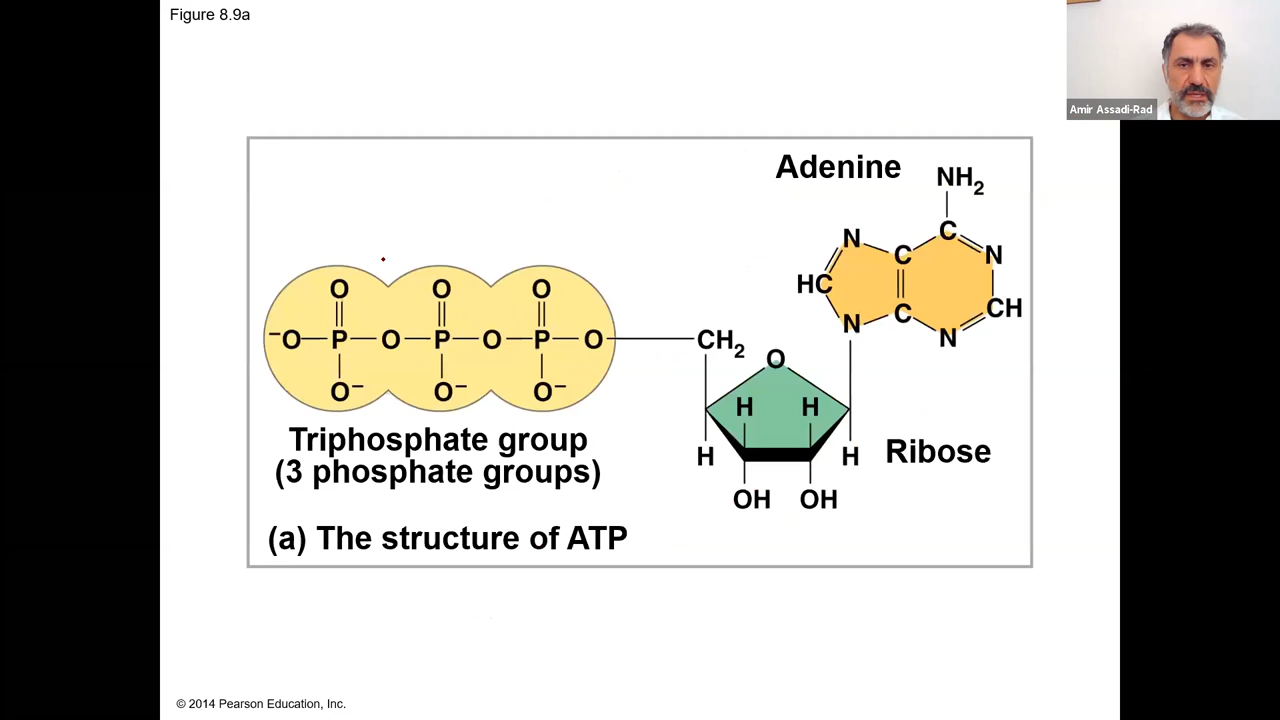 Figure 8.9a
Amir Assadi-Rad
Adenine
NH2
N
C
C
N
HC
C
CH
N
N
O
O
O
-O
P
O
P
O
P
O
CH2
O
O-
O-
O-
H
H
H
H
OH
OH
Triphosphate group
(3 phosphate groups)
Ribose
(a) The structure of ATP
© 2014 Pearson Education, Inc.